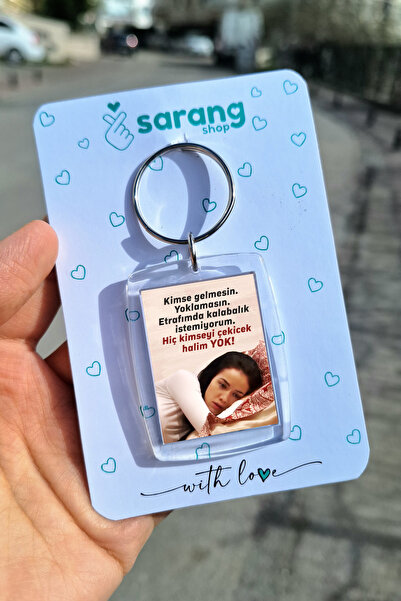 sarang
shop
Kimse gelmesin.
Yoklamasın.
Etrafımda kalabalık
istemiyorum.
Hiç kimseyi çekicek
halim YOK!
with love